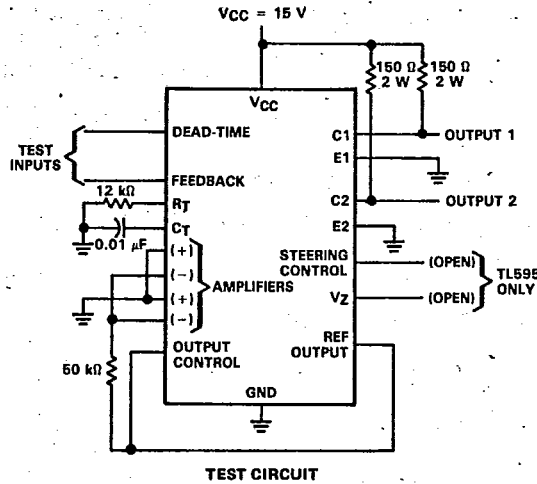 VCC = 15 V
150 Ω
2 W
150 Ω
2 W
VCC
TEST
INPUTS
DEAD-TIME
FEEDBACK
12 kΩ
RT
CT
0.01 μF
(+)
(−)
(+)
(−)
AMPLIFIERS
OUTPUT
CONTROL
50 kΩ
C1
OUTPUT 1
E1
C2
OUTPUT 2
E2
STEERING
CONTROL
(OPEN)
VZ
(OPEN)
TL595
ONLY
REF
OUTPUT
GND
TEST CIRCUIT